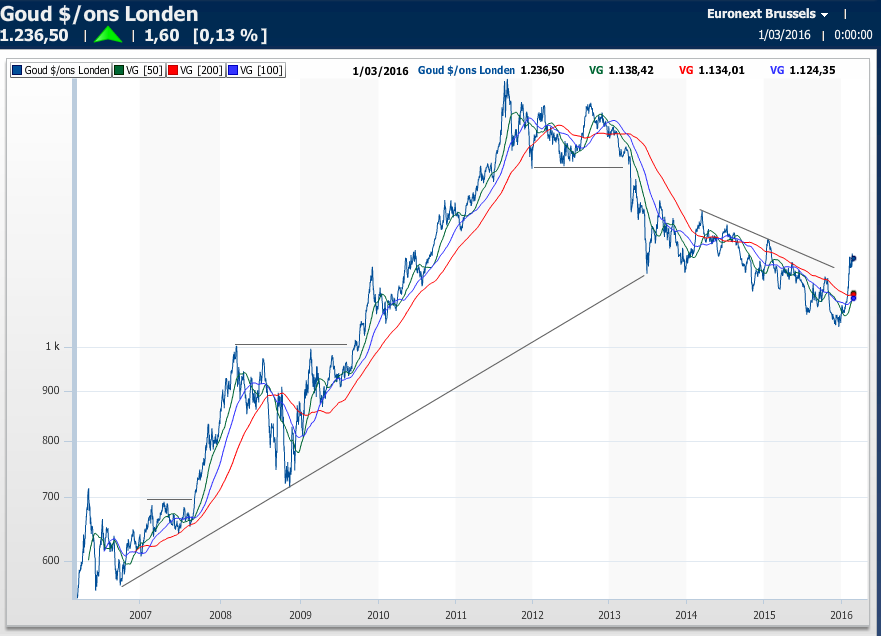 Goud $/ons Londen
Euronext Brussels
1.236,50 | 1,60 [0,13 %]
1/03/2016 | 0:00:00
Goud $/ons Londen VG [50] VG [200] VG [100]
1/03/2016 Goud $/ons Londen 1.236,50 VG 1.138,42 VG 1.134,01 VG 1.124,35
1 k
900
800
700
600
2007 2008 2009 2010 2011 2012 2013 2014 2015 2016